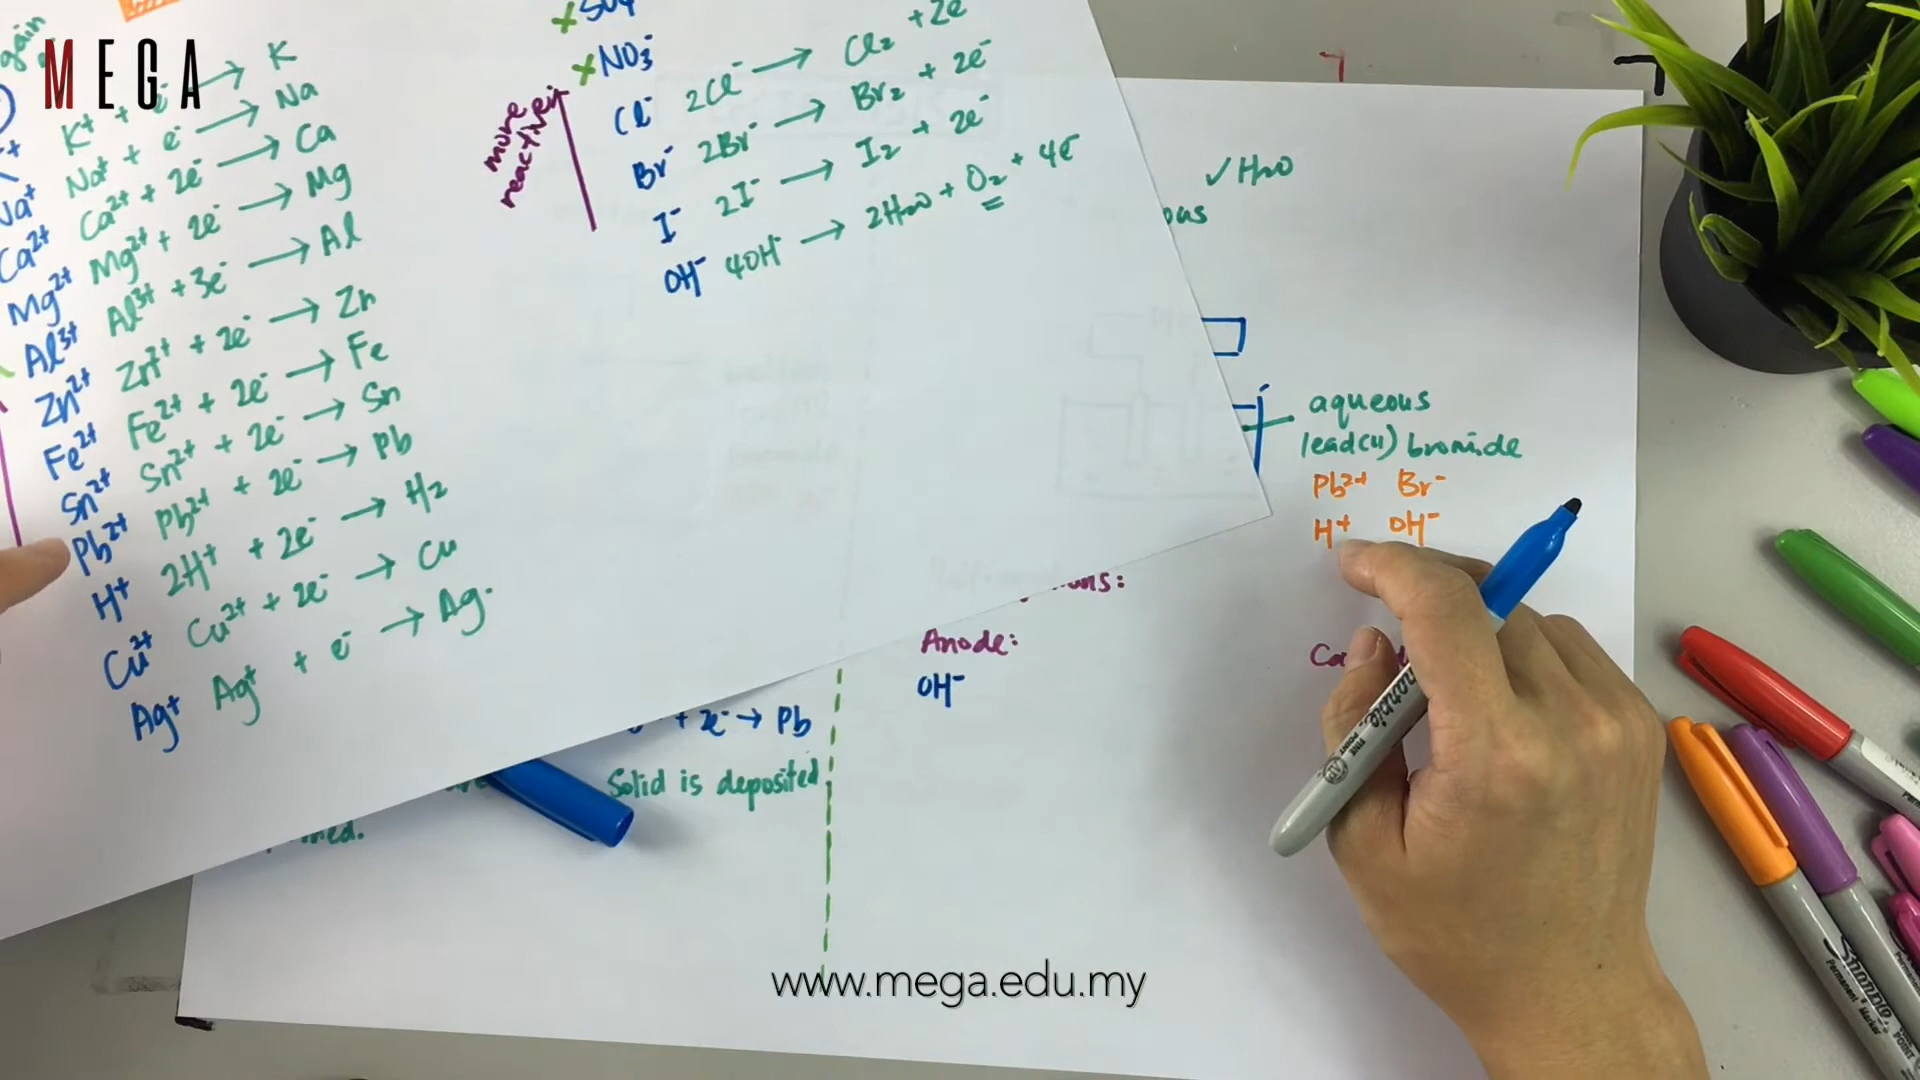 MEGA
gain
K⁺ + e⁻ → K
Na⁺ Na⁺ + e⁻ → Na
Ca²⁺ Ca²⁺ + 2e⁻ → Ca
Mg²⁺ Mg²⁺ + 2e⁻ → Mg
Al³⁺ Al³⁺ + 3e⁻ → Al
Zn²⁺ Zn²⁺ + 2e⁻ → Zn
Fe²⁺ Fe²⁺ + 2e⁻ → Fe
Sn²⁺ Sn²⁺ + 2e⁻ → Sn
Pb²⁺ Pb²⁺ + 2e⁻ → Pb
H⁺ 2H⁺ + 2e⁻ → H₂
Cu²⁺ Cu²⁺ + 2e⁻ → Cu
Ag⁺ Ag⁺ + e⁻ → Ag.
x NO₃⁻
more
reactive
Cl⁻ 2Cl⁻ → Cl₂ + 2e⁻
Br⁻ 2Br⁻ → Br₂ + 2e⁻
I⁻ 2I⁻ → I₂ + 2e⁻
OH⁻ 4OH⁻ → 2H₂O + O₂ + 4e⁻
✓H₂O
aqueous
lead(II) bromide
Pb²⁺ Br⁻
H⁺ OH⁻
Anode:
OH⁻
+ 2e⁻ → Pb
Solid is deposited
www.mega.edu.my